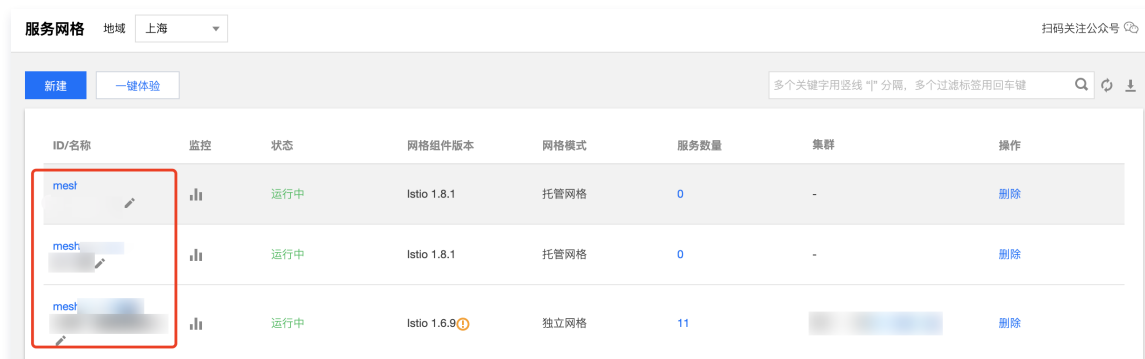 服务网格 地域 上海 扫码关注公众号
新建 一键体验 多个关键字用竖线 "|" 分隔，多个过滤标签用回车键
ID/名称 监控 状态 网格组件版本 网格模式 服务数量 集群 操作
mesh 运行中 Istio 1.8.1 托管网格 0 - 删除
mesh 运行中 Istio 1.8.1 托管网格 0 - 删除
mesh 运行中 Istio 1.6.9 独立网格 11 删除